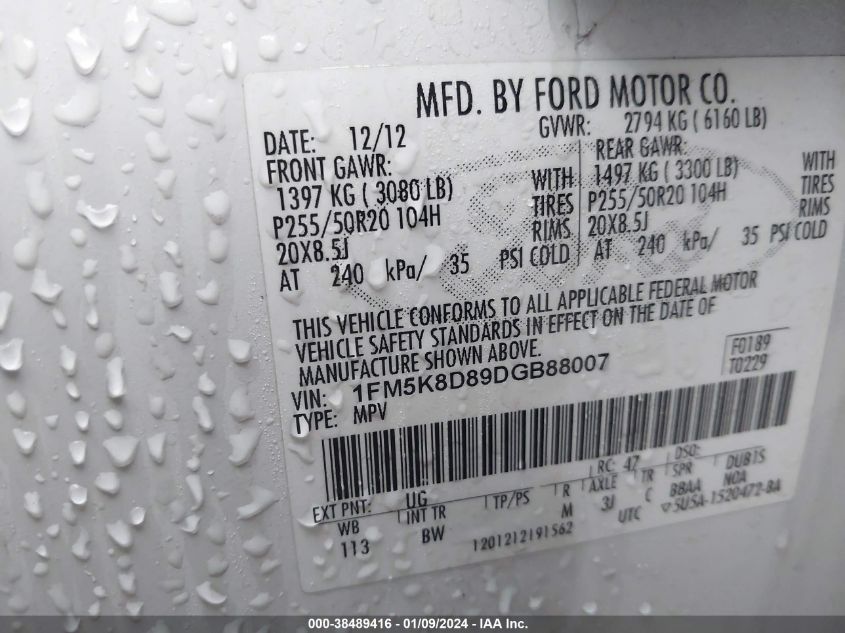 MFD. BY FORD MOTOR CO.
DATE: 12/12 GVWR: 2794 KG ( 6160 LB)
FRONT GAWR: REAR GAWR:
1397 KG ( 3080 LB) WITH 1497 KG ( 3300 LB) WITH
P255/50R20 104H TIRES P255/50R20 104H TIRES
20X8.5J RIMS 20X8.5J RIMS
AT 240 kPa/ 35 PSI COLD AT 240 kPa/ 35 PSI COLD
THIS VEHICLE CONFORMS TO ALL APPLICABLE FEDERAL MOTOR
VEHICLE SAFETY STANDARDS IN EFFECT ON THE DATE OF
MANUFACTURE SHOWN ABOVE.
VIN: 1FM5K8D89DGB88007
TYPE: MPV
F0189
T0229
EXT PNT: UG RC: 47 DSO:
WB INT TR TP/PS R AXLE TR SPR DUB1S
113 BW M 3J C BBAA NOA
1201212191562 UTC 5U5A-1520472-BA
000-38489416 - 01/09/2024 - IAA Inc.